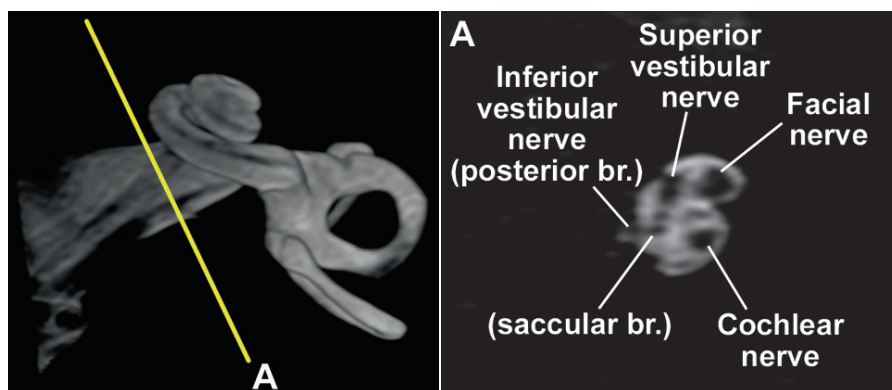 A
A
Superior
vestibular
nerve
Inferior
vestibular
nerve
(posterior br.)
Facial
nerve
(saccular br.)
Cochlear
nerve